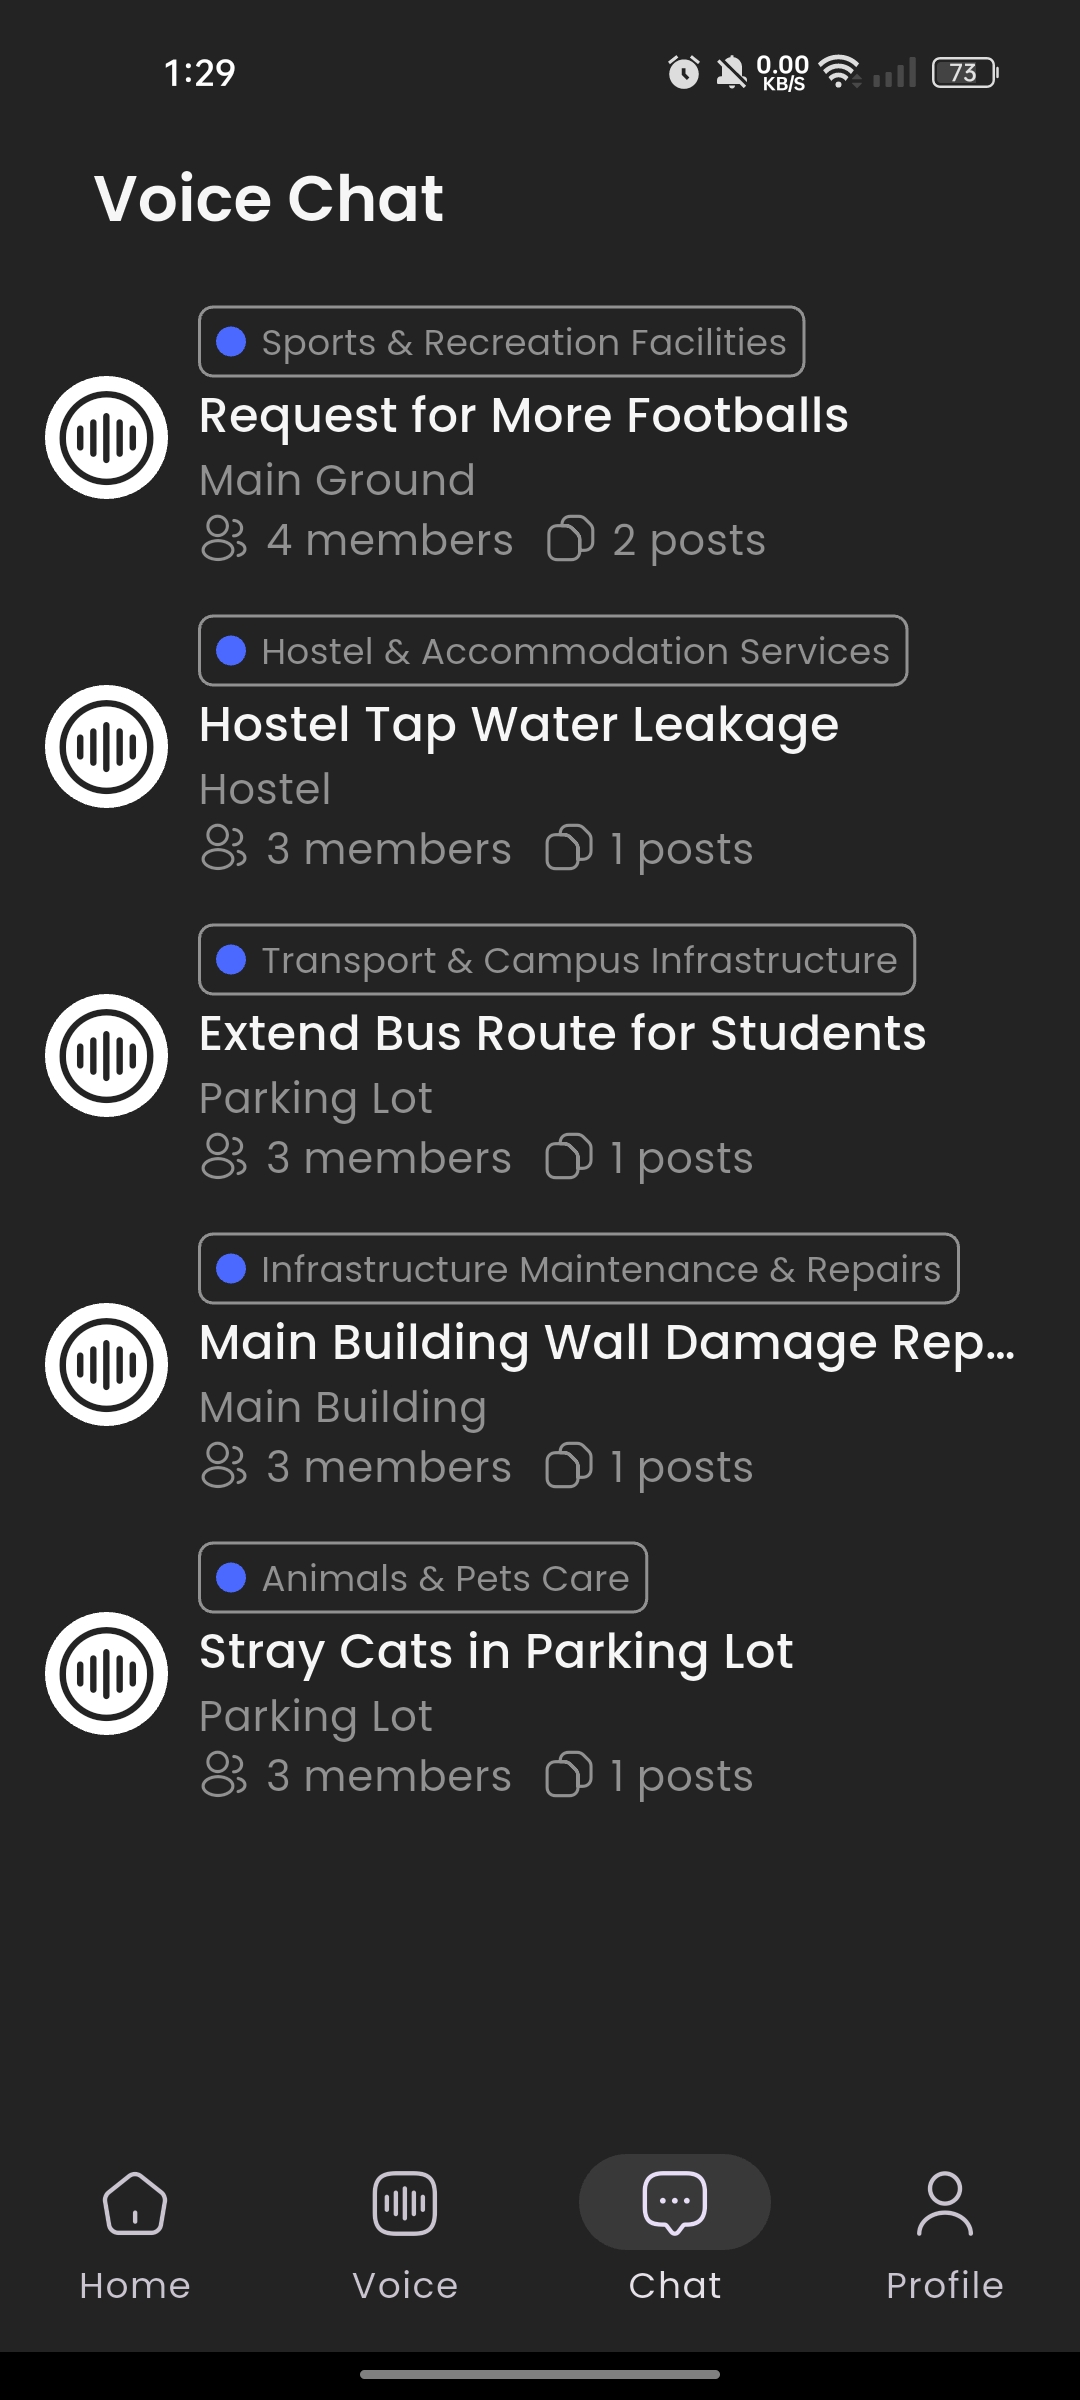 1:29
0.00
KB/S
73
Voice Chat
Sports & Recreation Facilities
Request for More Footballs
Main Ground
4 members 2 posts
Hostel & Accommodation Services
Hostel Tap Water Leakage
Hostel
3 members 1 posts
Transport & Campus Infrastructure
Extend Bus Route for Students
Parking Lot
3 members 1 posts
Infrastructure Maintenance & Repairs
Main Building Wall Damage Rep...
Main Building
3 members 1 posts
Animals & Pets Care
Stray Cats in Parking Lot
Parking Lot
3 members 1 posts
Home Voice Chat Profile